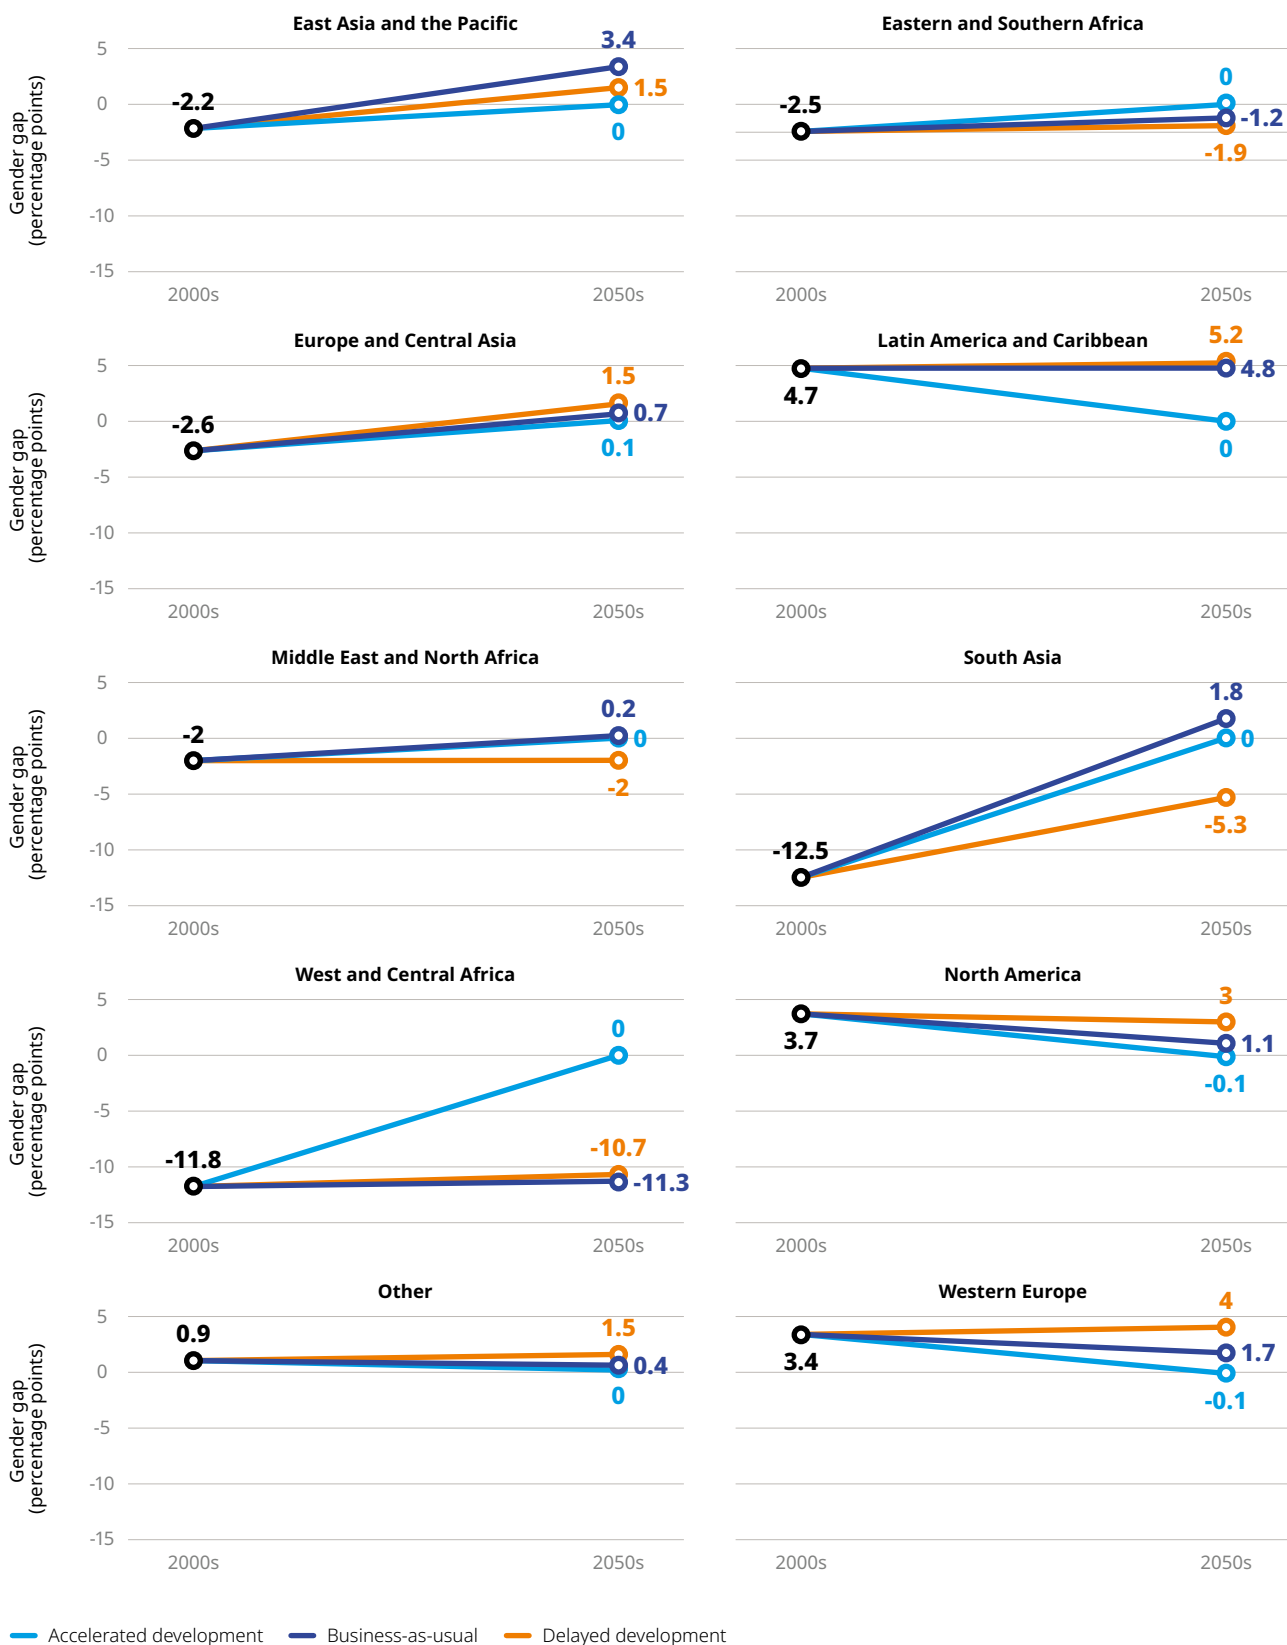 East Asia and the Pacific
Gender gap
(percentage points)
5
0
-5
-10
-15
-2.2
3.4
1.5
0
2000s
2050s
Eastern and Southern Africa
-2.5
0
-1.2
-1.9
2000s
2050s
Europe and Central Asia
Gender gap
(percentage points)
5
0
-5
-10
-15
-2.6
1.5
0.7
0.1
2000s
2050s
Latin America and Caribbean
4.7
5.2
4.8
0
2000s
2050s
Middle East and North Africa
Gender gap
(percentage points)
5
0
-5
-10
-15
-2
0.2
0
-2
2000s
2050s
South Asia
-12.5
1.8
0
-5.3
2000s
2050s
West and Central Africa
Gender gap
(percentage points)
5
0
-5
-10
-15
-11.8
0
-10.7
-11.3
2000s
2050s
North America
3.7
3
1.1
-0.1
2000s
2050s
Other
Gender gap
(percentage points)
5
0
-5
-10
-15
0.9
1.5
0.4
0
2000s
2050s
Western Europe
3.4
4
1.7
-0.1
2000s
2050s
Accelerated development
Business-as-usual
Delayed development